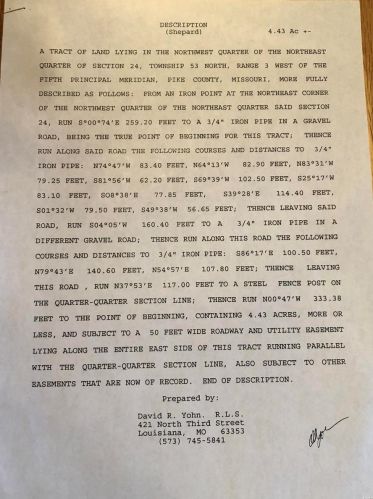 DESCRIPTION
(Shepard) 4.43 Ac +-
A TRACT OF LAND LYING IN THE NORTHWEST QUARTER OF THE NORTHEAST
QUARTER OF SECTION 24, TOWNSHIP 53 NORTH, RANGE 3 WEST OF THE
FIFTH PRINCIPAL MERIDIAN, PIKE COUNTY, MISSOURI, MORE FULLY
DESCRIBED AS FOLLOWS: FROM AN IRON POINT AT THE NORTHEAST CORNER
OF THE NORTHWEST QUARTER OF THE NORTHEAST QUARTER SAID SECTION
24, RUN S°00°74'E 259.20 FEET TO A 3/4" IRON PIPE IN A GRAVEL
ROAD, BEING THE TRUE POINT OF BEGINNING FOR THIS TRACT; THENCE
RUN ALONG SAID ROAD THE FOLLOWING COURSES AND DISTANCES TO 3/4"
IRON PIPE: N74°47'W 83.40 FEET, N64°13'W 82.90 FEET, N83°31'W
79.25 FEET, S81°56'W 62.20 FEET, S69°39'W 102.50 FEET, S25°17'W
83.10 FEET, S08°38'E 77.85 FEET, S39°28'E 114.40 FEET,
S01°32'W 79.50 FEET, S49°38'W 56.65 FEET; THENCE LEAVING SAID
ROAD, RUN S04°05'W 160.40 FEET TO A 3/4" IRON PIPE IN A
DIFFERENT GRAVEL ROAD; THENCE RUN ALONG THIS ROAD THE FOLLOWING
COURSES AND DISTANCES TO 3/4" IRON PIPE: S86°17'E 100.50 FEET,
N79°43'E 140.60 FEET, N54°57'E 107.80 FEET; THENCE LEAVING
THIS ROAD , RUN N37°53'E 117.00 FEET TO A STEEL FENCE POST ON
THE QUARTER-QUARTER SECTION LINE; THENCE RUN N00°47'W 333.38
FEET TO THE POINT OF BEGINNING, CONTAINING 4.43 ACRES, MORE OR
LESS, AND SUBJECT TO A 50 FEET WIDE ROADWAY AND UTILITY EASEMENT
LYING ALONG THE ENTIRE EAST SIDE OF THIS TRACT RUNNING PARALLEL
WITH THE QUARTER-QUARTER SECTION LINE, ALSO SUBJECT TO OTHER
EASEMENTS THAT ARE NOW OF RECORD. END OF DESCRIPTION.
Prepared by:
David R. Yohn. R.L.S.
421 North Third Street
Louisiana, MO 63353
(573) 745-5841